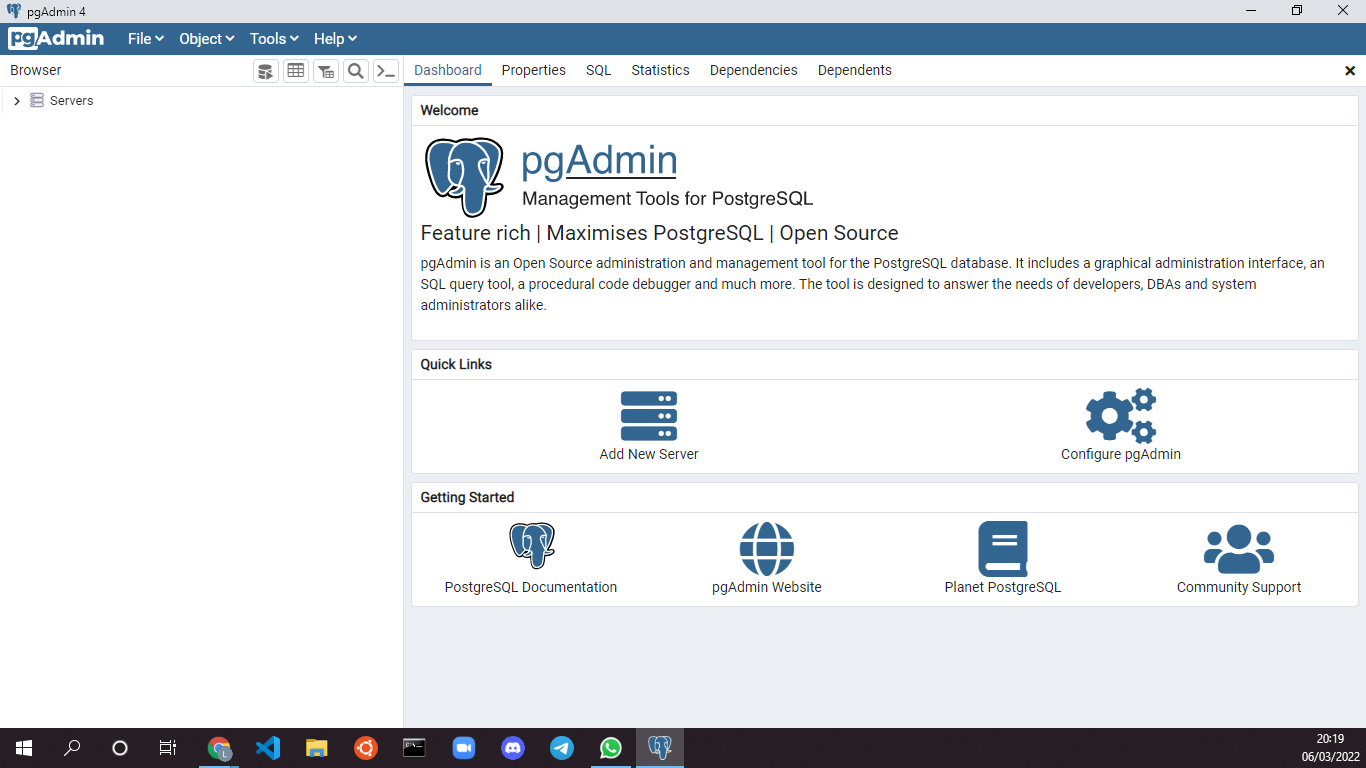 pgAdmin 4
pgAdmin File Object Tools Help
Browser
Dashboard Properties SQL Statistics Dependencies Dependents
Servers
Welcome
pgAdmin
Management Tools for PostgreSQL
Feature rich | Maximises PostgreSQL | Open Source
pgAdmin is an Open Source administration and management tool for the PostgreSQL database. It includes a graphical administration interface, an
SQL query tool, a procedural code debugger and much more. The tool is designed to answer the needs of developers, DBAs and system
administrators alike.
Quick Links
Add New Server
Configure pgAdmin
Getting Started
PostgreSQL Documentation
pgAdmin Website
Planet PostgreSQL
Community Support
L
20:19
06/03/2022